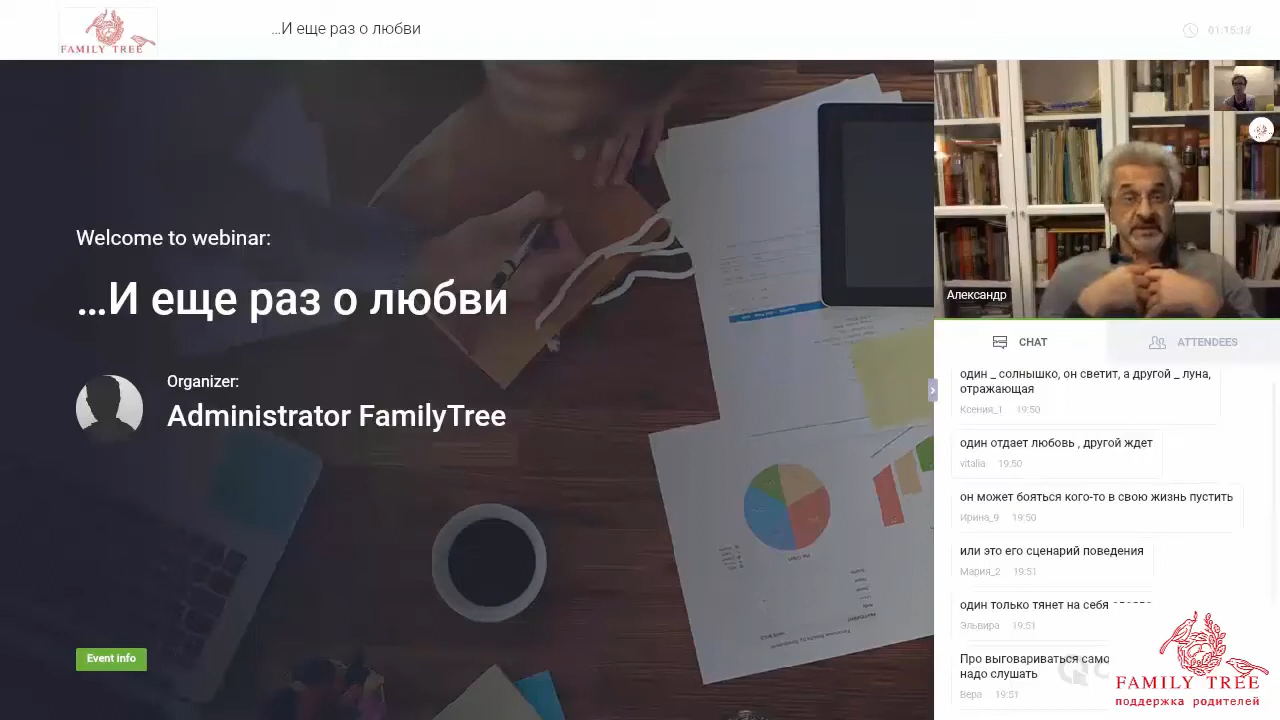 FAMILY TREE
...И еще раз о любви
01:15:38
Welcome to webinar:
...И еще раз о любви
Organizer:
Administrator FamilyTree
Event info
Александр
CHAT
ATTENDEES
один _ солнышко, он светит, а другой _ луна,
отражающая
Ксения_1 19:50
один отдает любовь , другой ждет
vitalia 19:50
он может бояться кого-то в свою жизнь пустить
Ирина_9 19:50
или это его сценарий поведения
Мария_2 19:51
один только тянет на себя
Эльвира 19:51
Про выговариваться само
надо слушать
Вера 19:51
FAMILY TREE
поддержка родителей